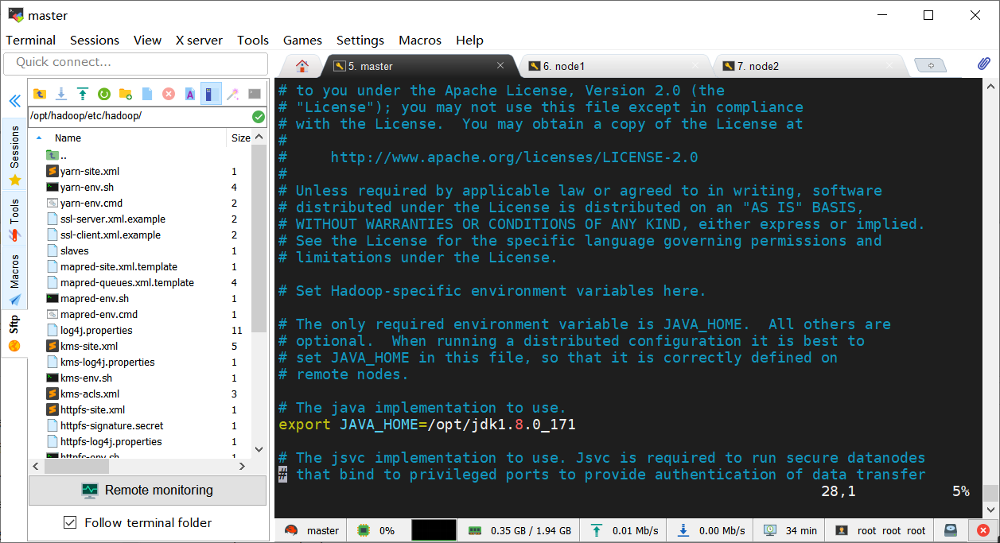 master
Terminal Sessions View X server Tools Games Settings Macros Help
Quick connect...
5. master
6. node1
7. node2
Sessions
Tools
Macros
Sftp
/opt/hadoop/etc/hadoop/
Name Size
..
yarn-site.xml 1
yarn-env.sh 4
yarn-env.cmd 2
ssl-server.xml.example 2
ssl-client.xml.example 2
slaves 1
mapred-site.xml.template 1
mapred-queues.xml.template 4
mapred-env.sh 1
mapred-env.cmd 1
log4j.properties 11
kms-site.xml 5
kms-log4j.properties 1
kms-env.sh 1
kms-acls.xml 3
httpfs-site.xml 1
httpfs-signature.secret 1
httpfs-log4j.properties 1
httpfs-env.sh 1
Remote monitoring
Follow terminal folder
# to you under the Apache License, Version 2.0 (the
# "License"); you may not use this file except in compliance
# with the License.  You may obtain a copy of the License at
#
#     http://www.apache.org/licenses/LICENSE-2.0
#
# Unless required by applicable law or agreed to in writing, software
# distributed under the License is distributed on an "AS IS" BASIS,
# WITHOUT WARRANTIES OR CONDITIONS OF ANY KIND, either express or implied.
# See the License for the specific language governing permissions and
# limitations under the License.
# Set Hadoop-specific environment variables here.
# The only required environment variable is JAVA_HOME.  All others are
# optional.  When running a distributed configuration it is best to
# set JAVA_HOME in this file, so that it is correctly defined on
# remote nodes.
# The java implementation to use.
export JAVA_HOME=/opt/jdk1.8.0_171
# The jsvc implementation to use. Jsvc is required to run secure datanodes
# that bind to privileged ports to provide authentication of data transfer
28,1 5%
master 0% 0.35 GB / 1.94 GB 0.01 Mb/s 0.00 Mb/s 34 min root root root